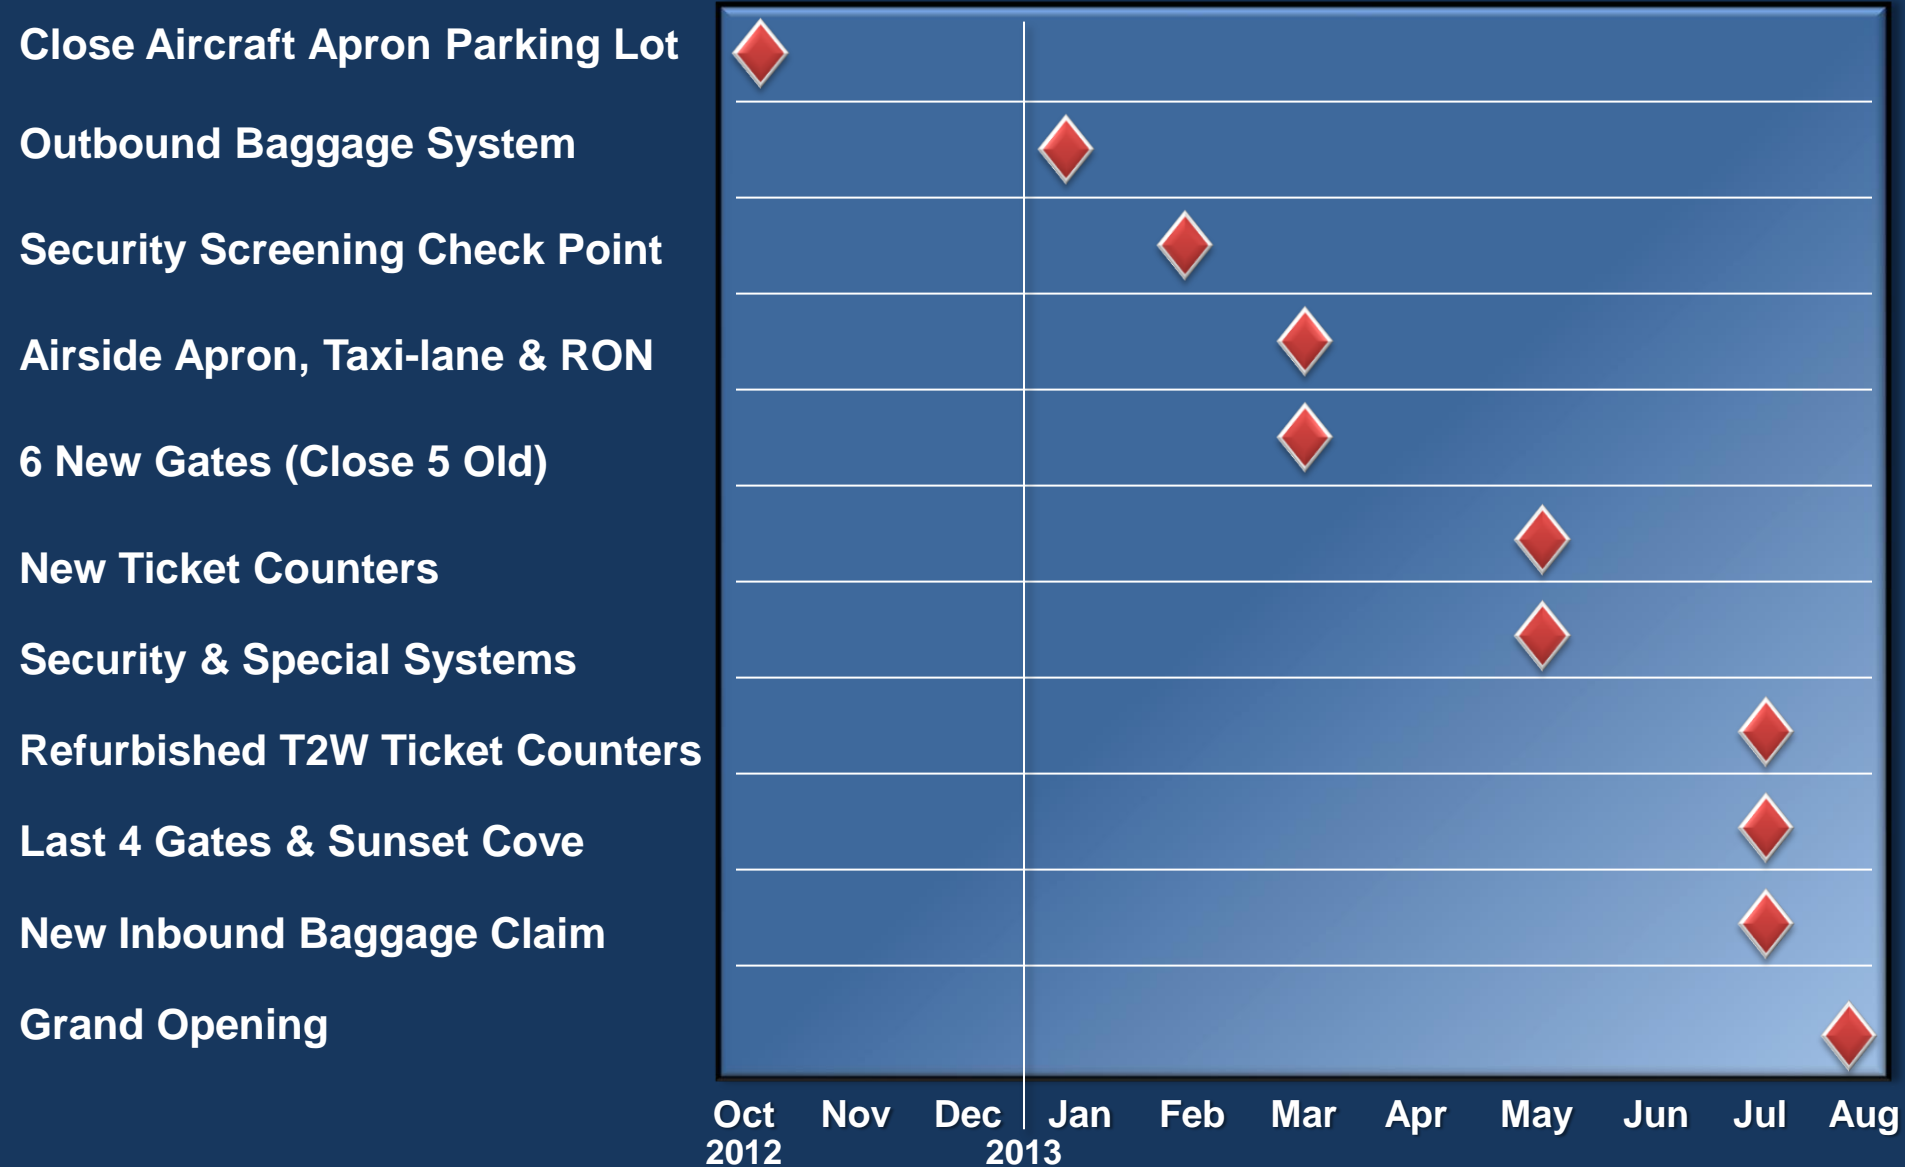 Close Aircraft Apron Parking Lot
Outbound Baggage System
Security Screening Check Point
Airside Apron, Taxi-lane & RON
6 New Gates (Close 5 Old)
New Ticket Counters
Security & Special Systems
Refurbished T2W Ticket Counters
Last 4 Gates & Sunset Cove
New Inbound Baggage Claim
Grand Opening
Oct Nov Dec Jan Feb Mar Apr May Jun Jul Aug
2012 2013